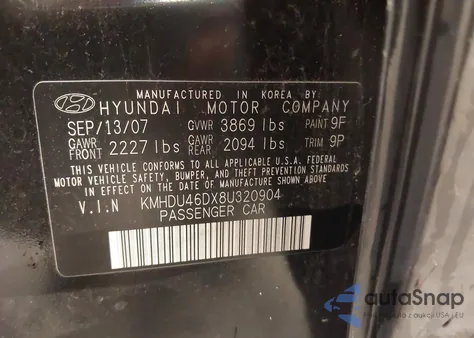 MANUFACTURED IN KOREA BY:
HYUNDAI MOTOR COMPANY
SEP/13/07 GVWR 3869 lbs PAINT 9F
GAWR FRONT 2227 lbs GAWR REAR 2094 lbs TRIM 9P
THIS VEHICLE CONFORMS TO ALL APPLICABLE U.S.A. FEDERAL
MOTOR VEHICLE SAFETY, BUMPER, AND THEFT PREVENTION STANDARDS
IN EFFECT ON THE DATE OF MANUFACTURE SHOWN ABOVE.
V.I.N KMHDU46DX8U320904
PASSENGER CAR
autaSnap